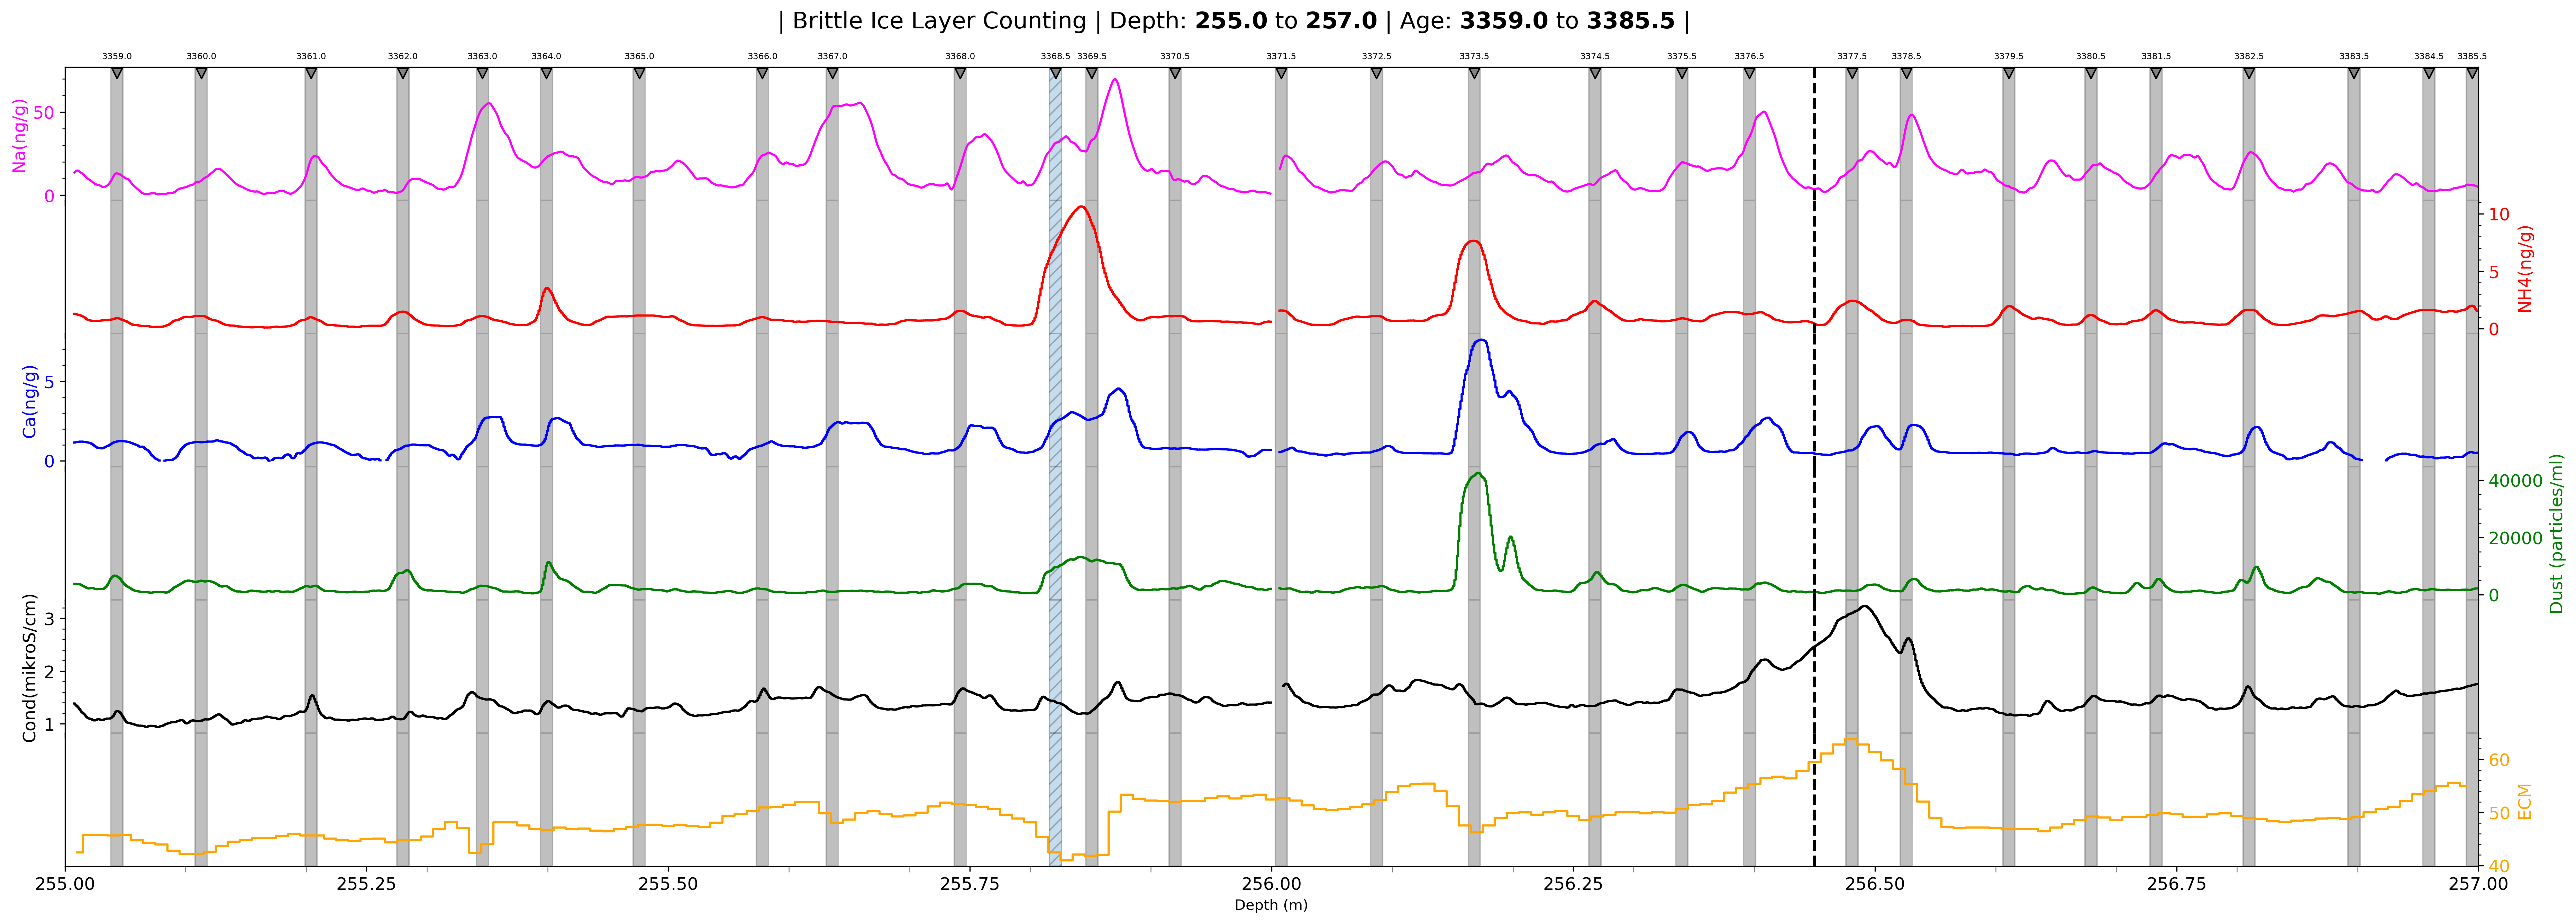 | Brittle Ice Layer Counting | Depth: 255.0 to 257.0 | Age: 3359.0 to 3385.5 |
3359.0 3360.0 3361.0 3362.0 3363.0 3364.0 3365.0 3366.0 3367.0 3368.0 3368.5 3369.5 3370.5 3371.5 3372.5 3373.5 3374.5 3375.5 3376.5 3377.5 3378.5 3379.5 3380.5 3381.5 3382.5 3383.5 3384.5 3385.5
Na(ng/g)
50
0
NH4(ng/g)
10
5
0
Ca(ng/g)
5
0
Dust (particles/ml)
40000
20000
0
Cond(mikroS/cm)
3
2
1
ECM
60
50
40
255.00 255.25 255.50 255.75 256.00 256.25 256.50 256.75 257.00
Depth (m)